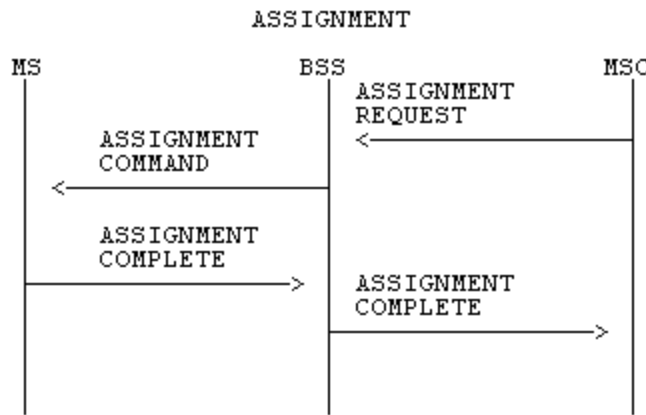 ASSIGNMENT
MS BSS MSC
ASSIGNMENT
REQUEST
ASSIGNMENT
COMMAND
ASSIGNMENT
COMPLETE
ASSIGNMENT
COMPLETE